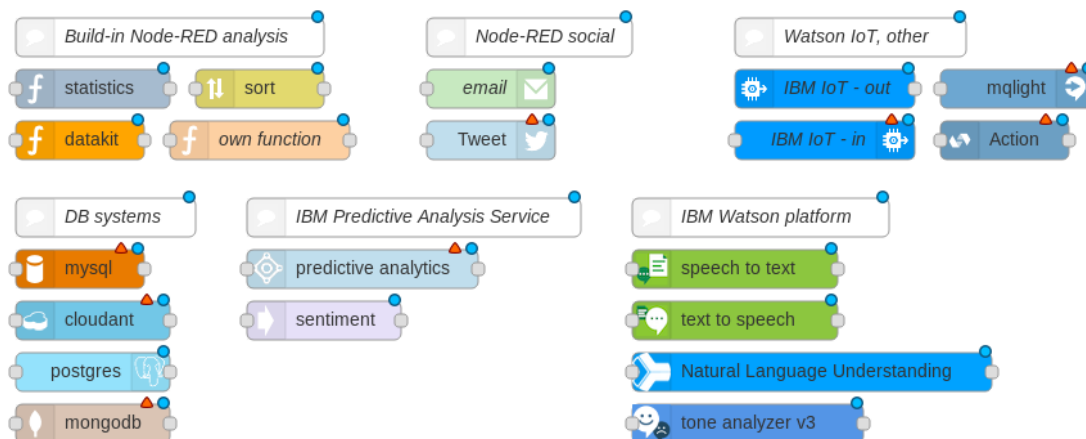 Build-in Node-RED analysis
statistics
sort
datakit
own function
Node-RED social
email
Tweet
Watson IoT, other
IBM IoT - out
mqlight
IBM IoT - in
Action
DB systems
mysql
cloudant
postgres
mongodb
IBM Predictive Analysis Service
predictive analytics
sentiment
IBM Watson platform
speech to text
text to speech
Natural Language Understanding
tone analyzer v3